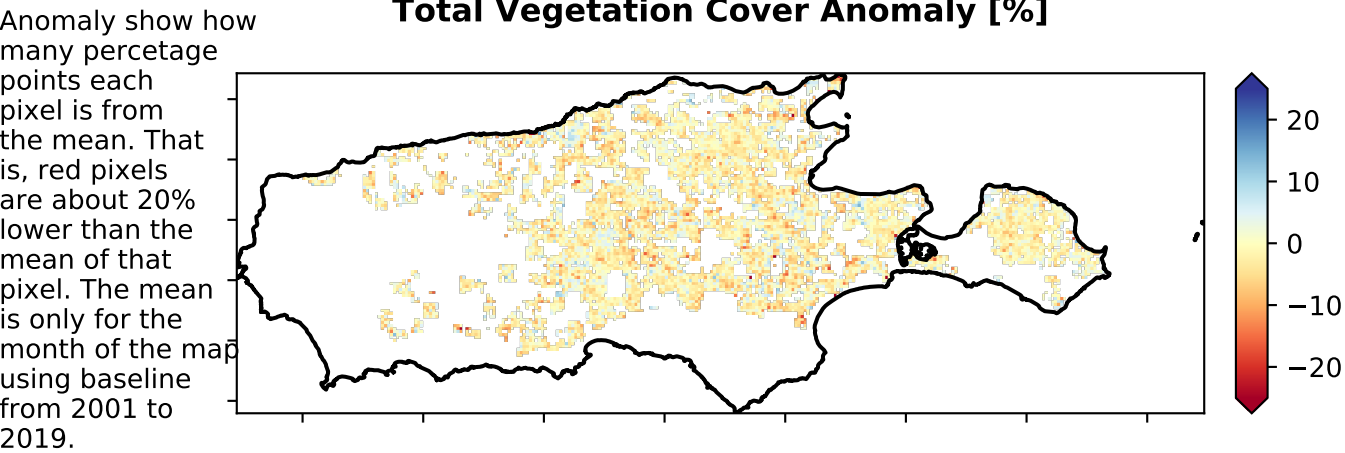 Total Vegetation Cover Anomaly [%]
Anomaly show how
many percetage
points each
pixel is from
the mean. That
is, red pixels
are about 20%
lower than the
mean of that
pixel. The mean
is only for the
month of the map
using baseline
from 2001 to
2019.
20
10
0
−10
−20